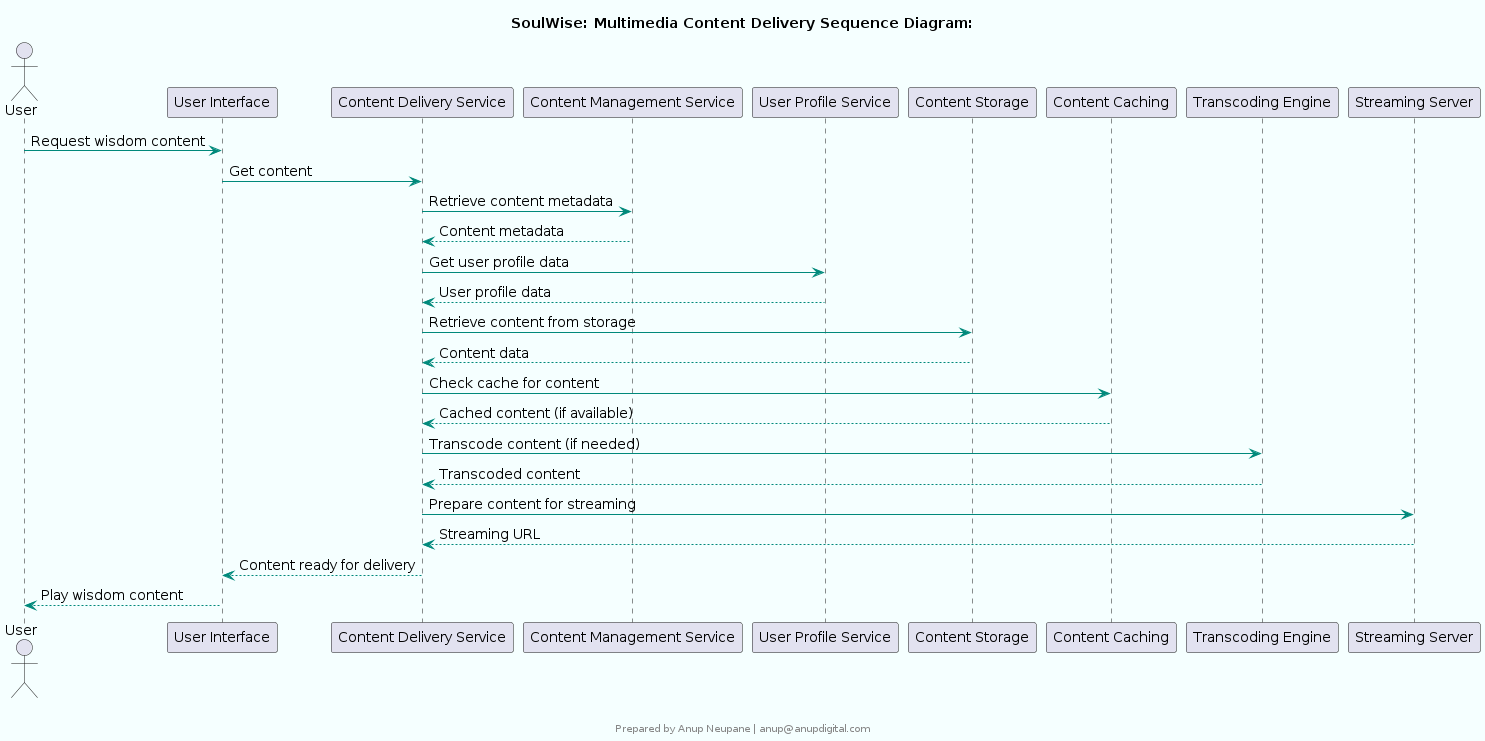 SoulWise: Multimedia Content Delivery Sequence Diagram:
User
User Interface
Content Delivery Service
Content Management Service
User Profile Service
Content Storage
Content Caching
Transcoding Engine
Streaming Server
Request wisdom content
Get content
Retrieve content metadata
Content metadata
Get user profile data
User profile data
Retrieve content from storage
Content data
Check cache for content
Cached content (if available)
Transcode content (if needed)
Transcoded content
Prepare content for streaming
Streaming URL
Content ready for delivery
Play wisdom content
User
User Interface
Content Delivery Service
Content Management Service
User Profile Service
Content Storage
Content Caching
Transcoding Engine
Streaming Server
Prepared by Anup Neupane | anup@anupdigital.com